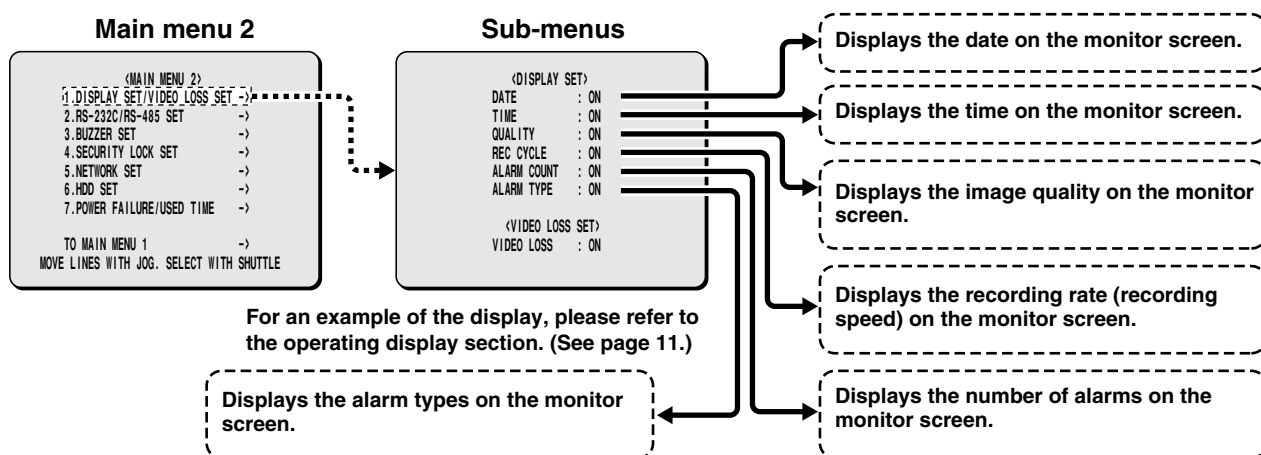 Main menu 2
<MAIN MENU 2>
1.DISPLAY SET/VIDEO LOSS SET ->
2.RS-232C/RS-485 SET ->
3.BUZZER SET ->
4.SECURITY LOCK SET ->
5.NETWORK SET ->
6.HDD SET ->
7.POWER FAILURE/USED TIME ->
TO MAIN MENU 1 ->
MOVE LINES WITH JOG. SELECT WITH SHUTTLE
Sub-menus
<DISPLAY SET>
DATE : ON
TIME : ON
QUALITY : ON
REC CYCLE : ON
ALARM COUNT : ON
ALARM TYPE : ON
<VIDEO LOSS SET>
VIDEO LOSS : ON
For an example of the display, please refer to
the operating display section. (See page 11.)
Displays the date on the monitor screen.
Displays the time on the monitor screen.
Displays the image quality on the monitor
screen.
Displays the recording rate (recording
speed) on the monitor screen.
Displays the number of alarms on the
monitor screen.
Displays the alarm types on the monitor
screen.